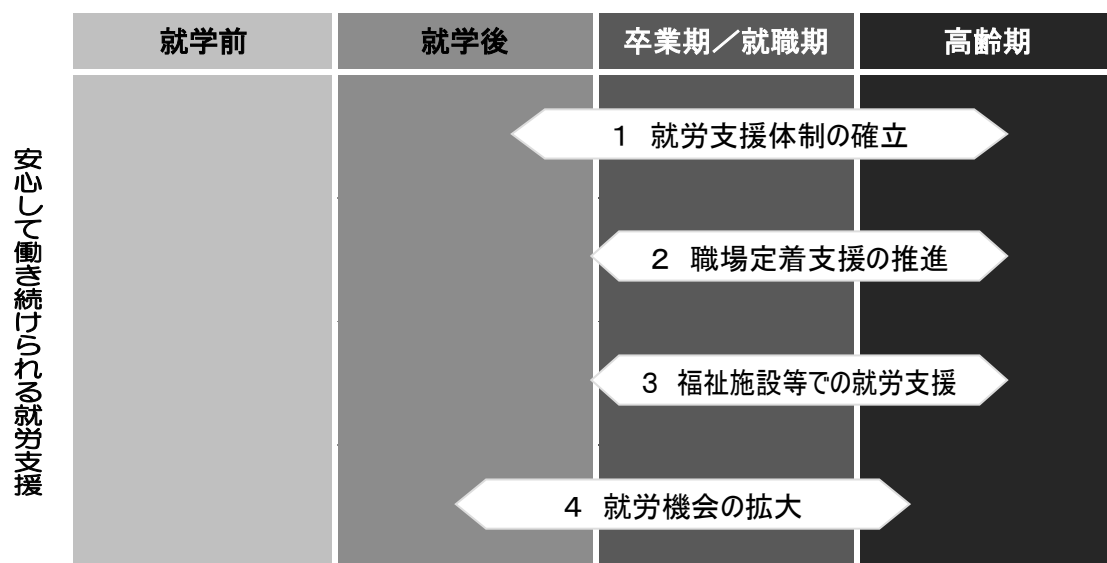 就学前
就学後
卒業期／就職期
高齢期
安心して働き続けられる就労支援
1　就労支援体制の確立
2　職場定着支援の推進
3　福祉施設等での就労支援
4　就労機会の拡大